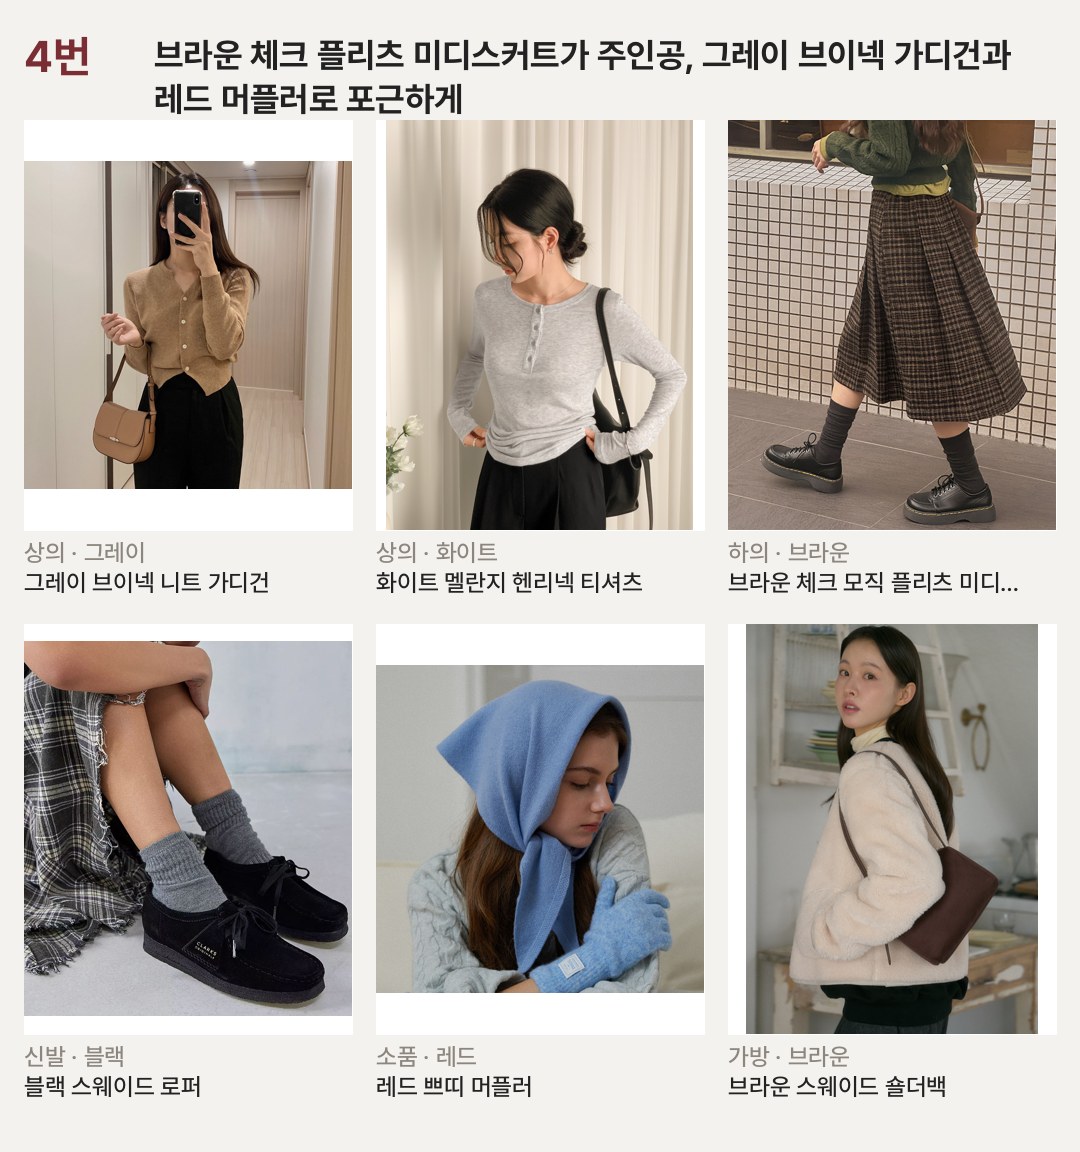 4번
브라운 체크 플리츠 미디스커트가 주인공, 그레이 브이넥 가디건과
레드 머플러로 포근하게
상의 · 그레이
그레이 브이넥 니트 가디건
상의 · 화이트
화이트 멜란지 헨리넥 티셔츠
하의 · 브라운
브라운 체크 모직 플리츠 미디...
CLARKS
신발 · 블랙
블랙 스웨이드 로퍼
소품 · 레드
레드 쁘띠 머플러
가방 · 브라운
브라운 스웨이드 숄더백